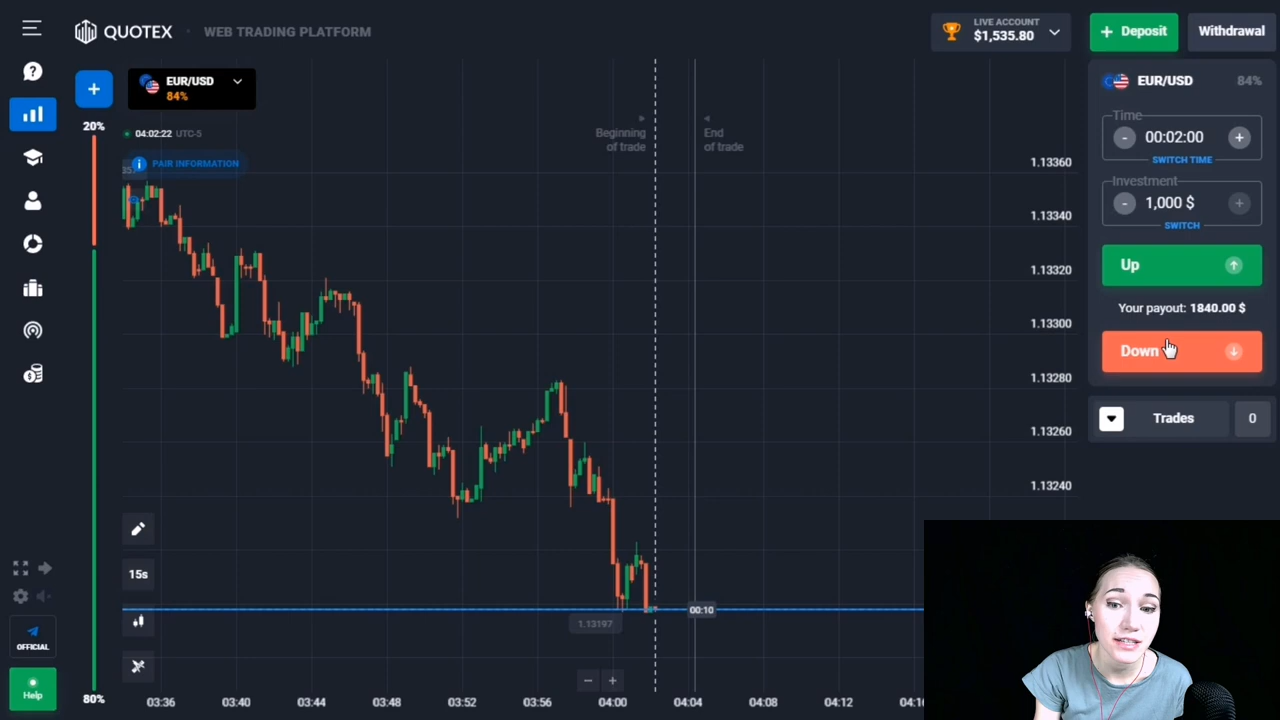 QUOTEX
WEB TRADING PLATFORM
LIVE ACCOUNT
$1,535.80
+ Deposit
Withdrawal
+
EUR/USD
84%
20%
04:02:22 UTC-5
i PAIR INFORMATION
Beginning
of trade
End
of trade
1.13360
1.13340
1.13320
1.13300
1.13280
1.13260
1.13240
EUR/USD
84%
Time
- 00:02:00 +
SWITCH TIME
Investment
- 1,000 $ +
SWITCH
Up
Your payout: 1840.00 $
Down
Trades
0
15s
00:10
1.13197
− +
OFFICIAL
Help
80%
03:36
03:40
03:44
03:48
03:52
03:56
04:00
04:04
04:08
04:12